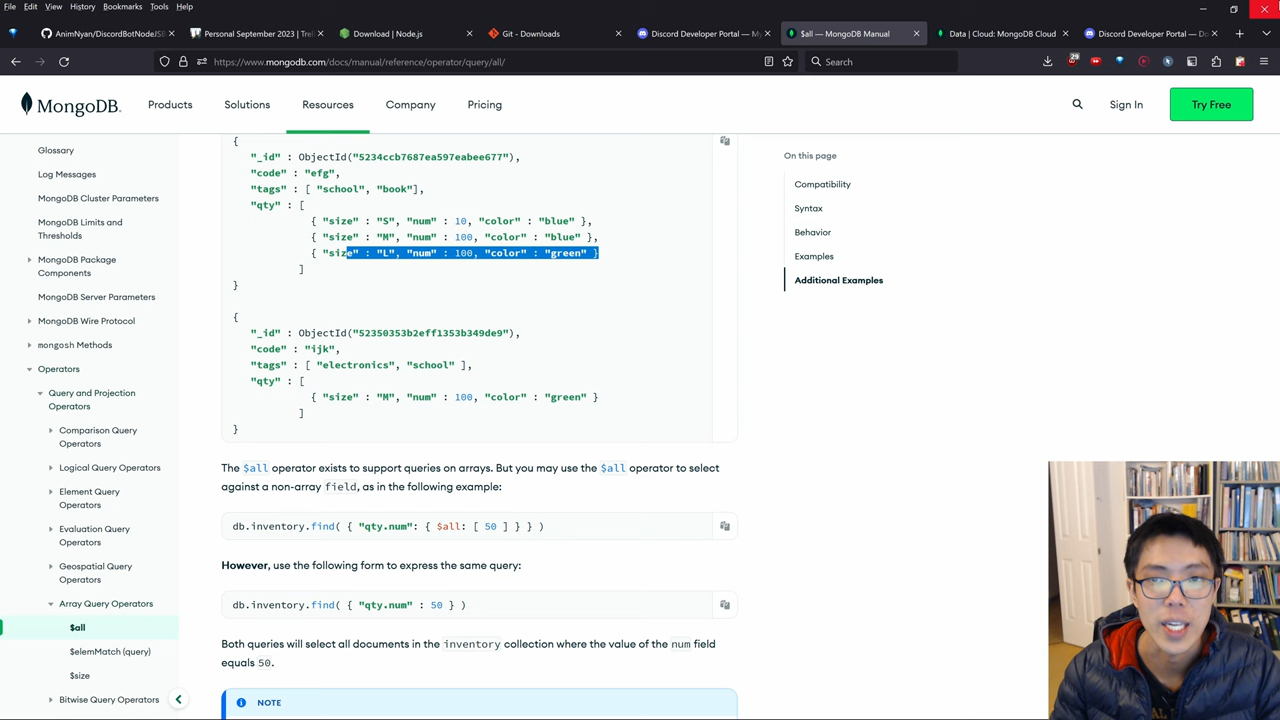 File Edit View History Bookmarks Tools Help
AnimNyan/DiscordBotNodeJSB
Personal September 2023 | Trell
Download | Node.js
Git - Downloads
Discord Developer Portal — My
$all — MongoDB Manual
Data | Cloud: MongoDB Cloud
Discord Developer Portal — Do
https://www.mongodb.com/docs/manual/reference/operator/query/all/
Search
29
MongoDB.
Products
Solutions
Resources
Company
Pricing
Sign In
Try Free
Glossary
Log Messages
MongoDB Cluster Parameters
MongoDB Limits and
Thresholds
MongoDB Package
Components
MongoDB Server Parameters
MongoDB Wire Protocol
mongosh Methods
Operators
Query and Projection
Operators
Comparison Query
Operators
Logical Query Operators
Element Query
Operators
Evaluation Query
Operators
Geospatial Query
Operators
Array Query Operators
$all
$elemMatch (query)
$size
Bitwise Query Operators
{
"_id" : ObjectId("5234ccb7687ea597eabee677"),
"code" : "efg",
"tags" : [ "school", "book"],
"qty" : [
{ "size" : "S", "num" : 10, "color" : "blue" },
{ "size" : "M", "num" : 100, "color" : "blue" },
{ "size" : "L", "num" : 100, "color" : "green" }
]
}
{
"_id" : ObjectId("52350353b2eff1353b349de9"),
"code" : "ijk",
"tags" : [ "electronics", "school" ],
"qty" : [
{ "size" : "M", "num" : 100, "color" : "green" }
]
}
The $all operator exists to support queries on arrays. But you may use the $all operator to select
against a non-array field, as in the following example:
db.inventory.find( { "qty.num": { $all: [ 50 ] } } )
However, use the following form to express the same query:
db.inventory.find( { "qty.num" : 50 } )
Both queries will select all documents in the inventory collection where the value of the num field
equals 50.
NOTE
On this page
Compatibility
Syntax
Behavior
Examples
Additional Examples